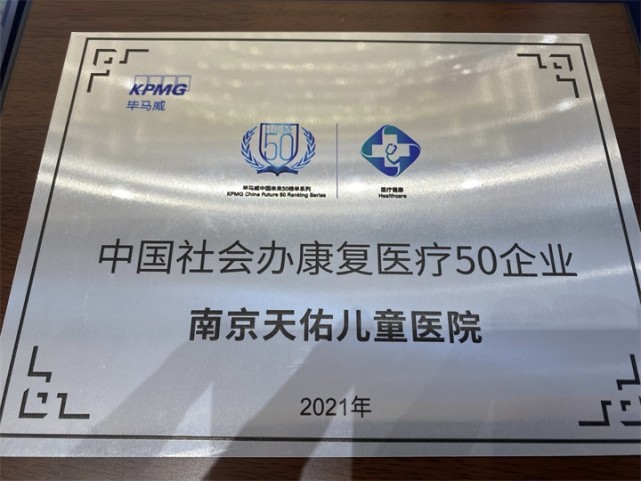 KPMG
毕马威
50
毕马威中国未来50榜单系列
KPMG China Future 50 Ranking Series
医疗健康
Healthcare
中国社会办康复医疗50企业
南京天佑儿童医院
2021年